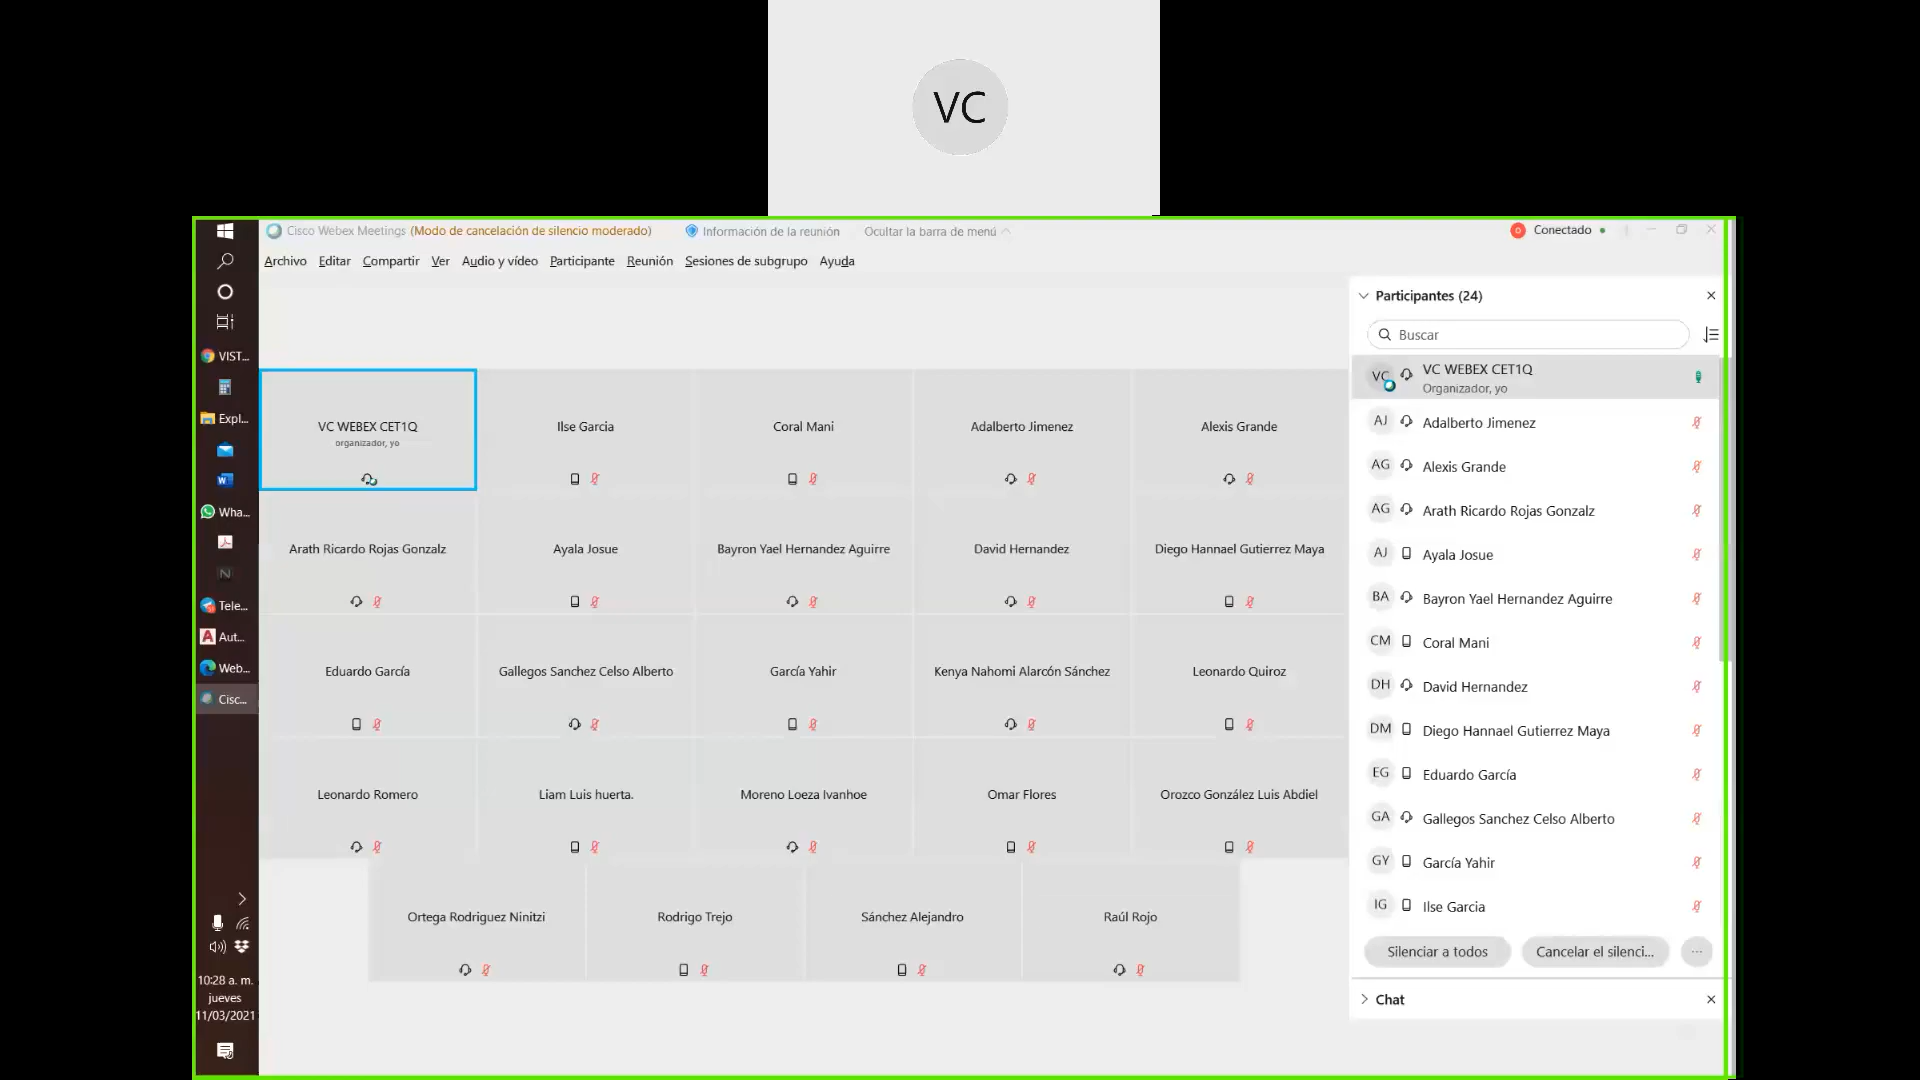 VC
Cisco Webex Meetings (Modo de cancelación de silencio moderado)
Información de la reunión
Ocultar la barra de menú
Conectado
Archivo Editar Compartir Ver Audio y vídeo Participante Reunión Sesiones de subgrupo Ayuda
VIST...
Expl...
Wha...
Tele...
Aut...
Web...
Cisc...
10:28 a. m.
jueves
11/03/2021
VC WEBEX CET1Q
organizador, yo
Ilse Garcia
Coral Mani
Adalberto Jimenez
Alexis Grande
Arath Ricardo Rojas Gonzalz
Ayala Josue
Bayron Yael Hernandez Aguirre
David Hernandez
Diego Hannael Gutierrez Maya
Eduardo García
Gallegos Sanchez Celso Alberto
García Yahir
Kenya Nahomi Alarcón Sánchez
Leonardo Quiroz
Leonardo Romero
Liam Luis huerta.
Moreno Loeza Ivanhoe
Omar Flores
Orozco González Luis Abdiel
Ortega Rodriguez Ninitzi
Rodrigo Trejo
Sánchez Alejandro
Raúl Rojo
Participantes (24)
Buscar
VC VC WEBEX CET1Q
Organizador, yo
AJ Adalberto Jimenez
AG Alexis Grande
AG Arath Ricardo Rojas Gonzalz
AJ Ayala Josue
BA Bayron Yael Hernandez Aguirre
CM Coral Mani
DH David Hernandez
DM Diego Hannael Gutierrez Maya
EG Eduardo García
GA Gallegos Sanchez Celso Alberto
GY García Yahir
IG Ilse Garcia
Silenciar a todos
Cancelar el silenci...
...
Chat